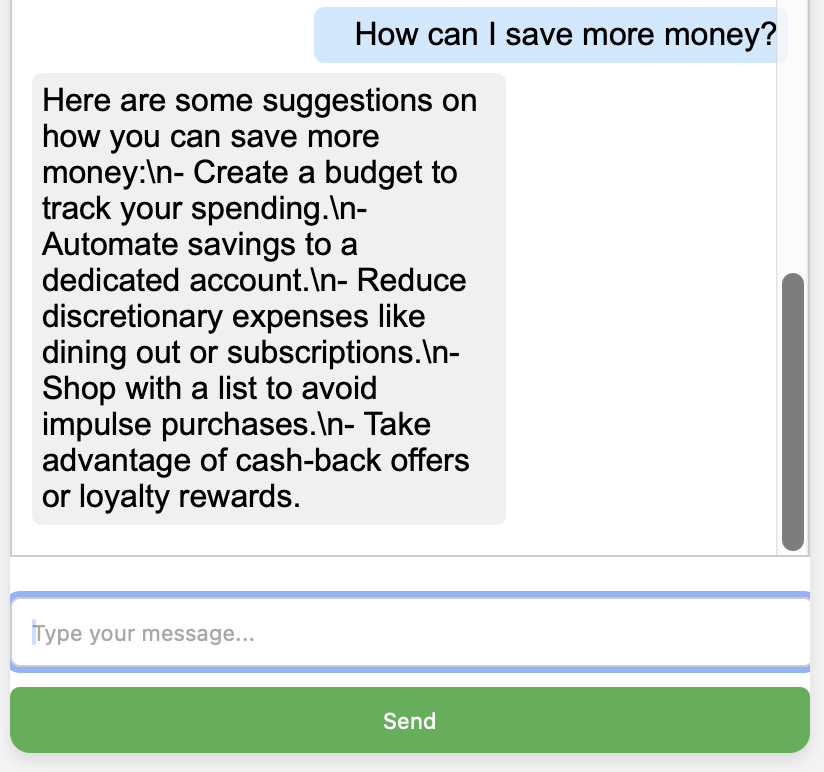 How can I save more money?
Here are some suggestions on
how you can save more
money:\n- Create a budget to
track your spending.\n-
Automate savings to a
dedicated account.\n- Reduce
discretionary expenses like
dining out or subscriptions.\n-
Shop with a list to avoid
impulse purchases.\n- Take
advantage of cash-back offers
or loyalty rewards.
Type your message...
Send